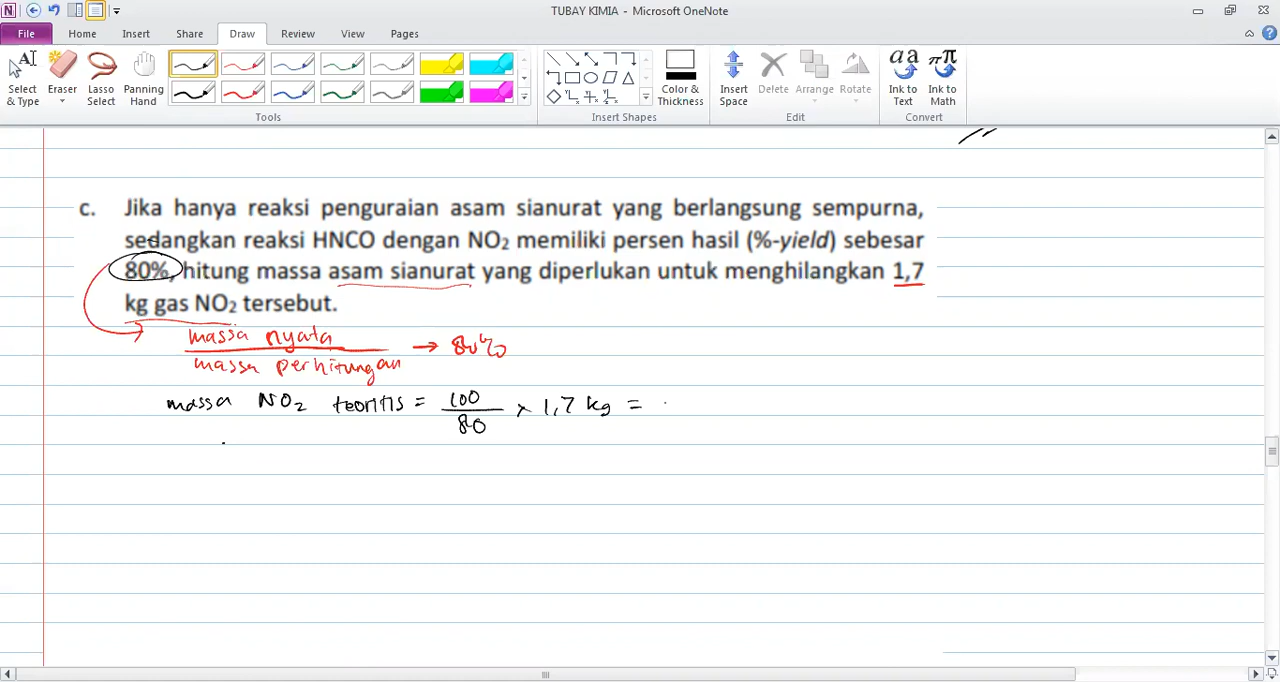 TUBAY KIMIA - Microsoft OneNote
File Home Insert Share Draw Review View Pages
Select & Type
Eraser
Lasso Select
Panning Hand
Color & Thickness
Insert Space
Delete
Arrange
Rotate
Ink to Text
Ink to Math
Tools
Insert Shapes
Edit
Convert
c. Jika hanya reaksi penguraian asam sianurat yang berlangsung sempurna,
sedangkan reaksi HNCO dengan NO₂ memiliki persen hasil (%-yield) sebesar
80%, hitung massa asam sianurat yang diperlukan untuk menghilangkan 1,7
kg gas NO₂ tersebut.
massa nyata
massa perhitungan → 80%
massa NO₂ teoritis = 100/80 × 1,7 kg =